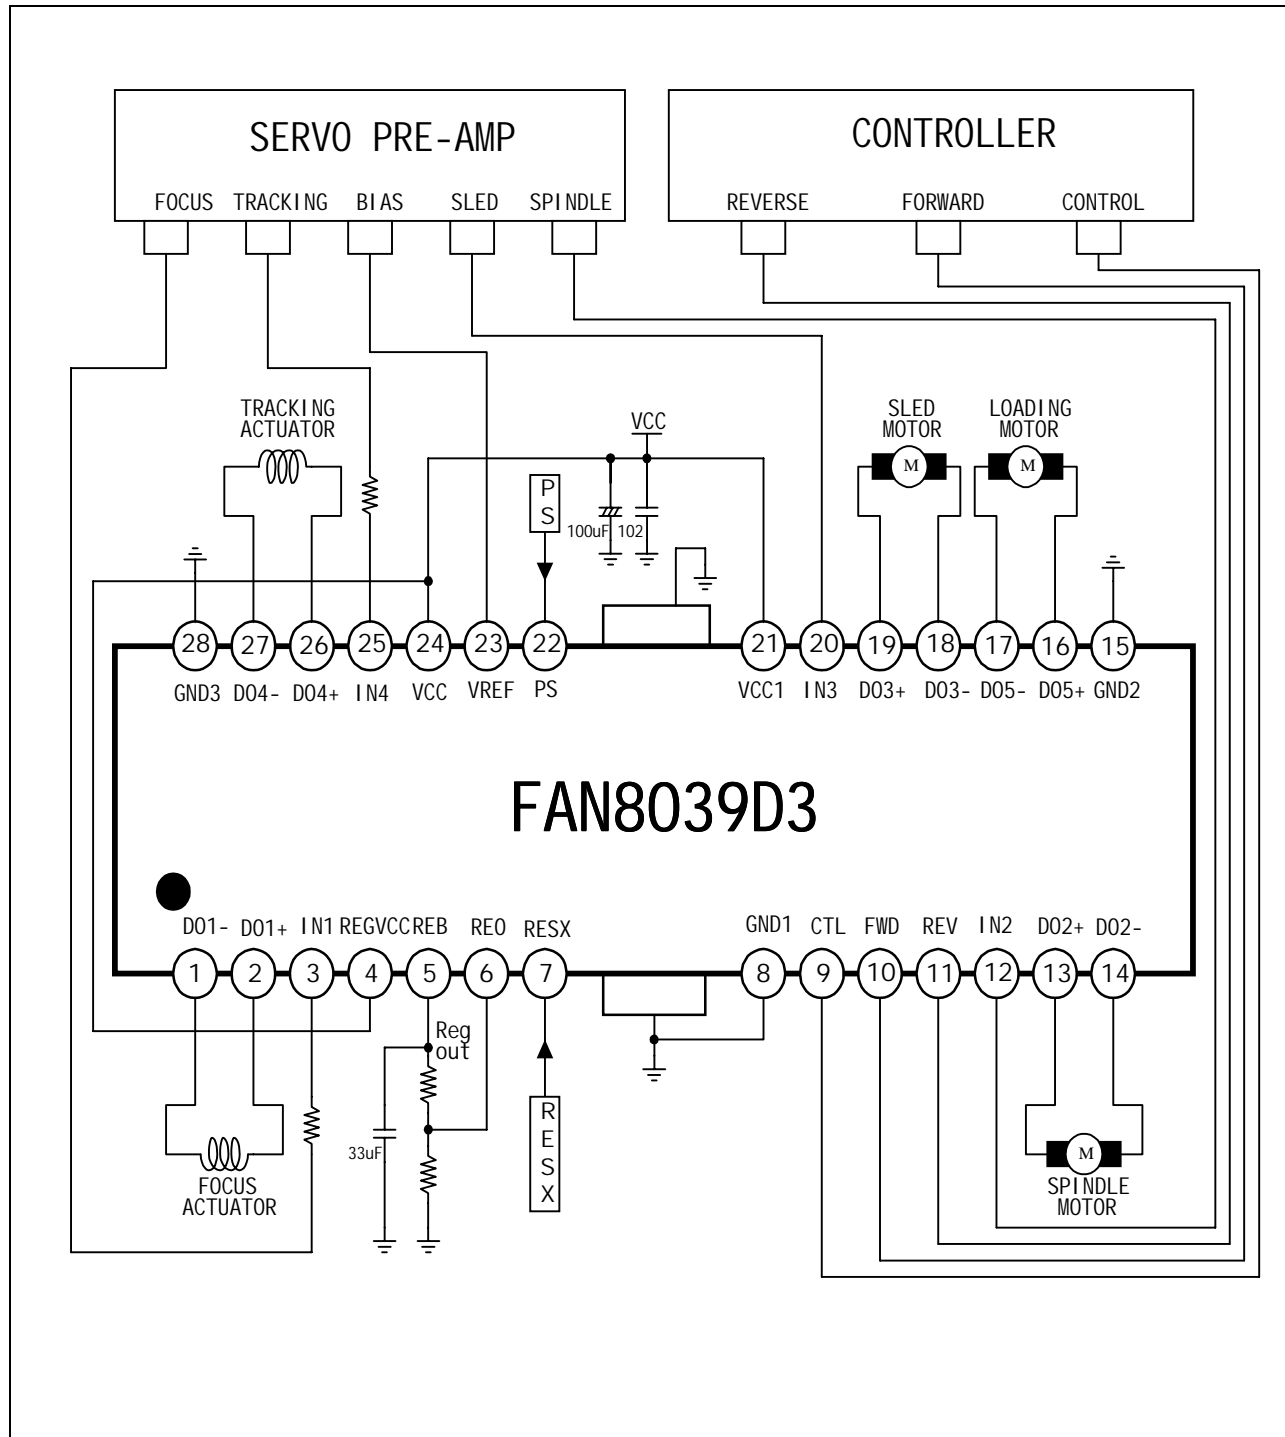 SERVO PRE-AMP
CONTROLLER
FOCUS TRACKING BIAS SLED SPINDLE
REVERSE FORWARD CONTROL
TRACKING
ACTUATOR
VCC
SLED
MOTOR
LOADING
MOTOR
M
M
PS
100uF 102
28 27 26 25 24 23 22 21 20 19 18 17 16 15
GND3 DO4- DO4+ IN4 VCC VREF PS VCC1 IN3 DO3+ DO3- DO5- DO5+ GND2
FAN8039D3
DO1- DO1+ IN1 REGVCC REB REO RESX GND1 CTL FWD REV IN2 DO2+ DO2-
1 2 3 4 5 6 7 8 9 10 11 12 13 14
Reg
out
33uF
RESX
FOCUS
ACTUATOR
M
SPINDLE
MOTOR